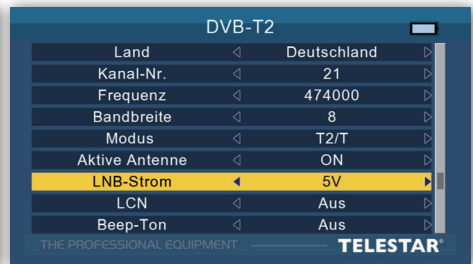 DVB-T2
Land Deutschland
Kanal-Nr. 21
Frequenz 474000
Bandbreite 8
Modus T2/T
Aktive Antenne ON
LNB-Strom 5V
LCN Aus
Beep-Ton Aus
THE PROFESSIONAL EQUIPMENT TELESTAR®